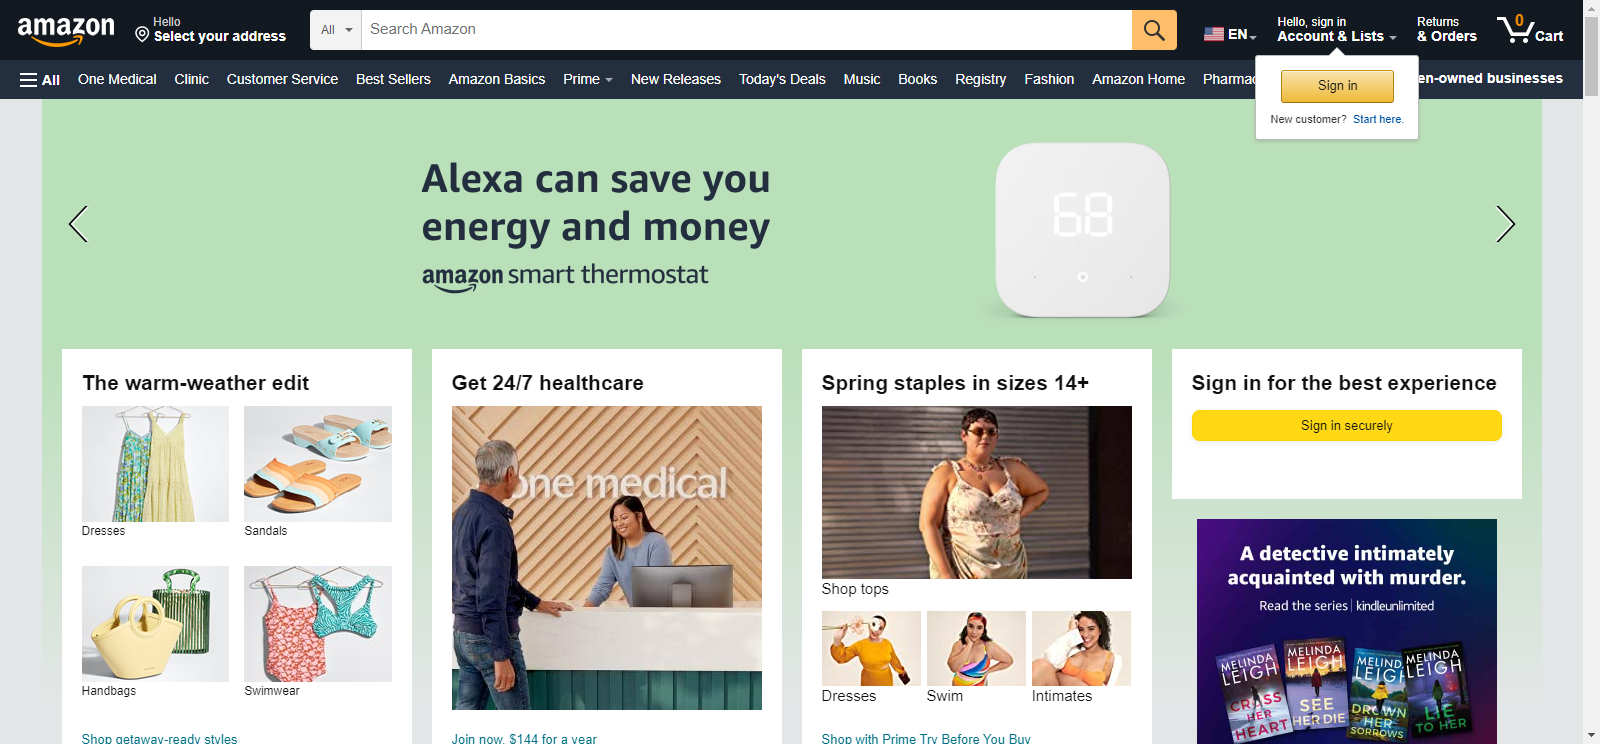 amazon
Hello
Select your address
All
Search Amazon
EN
Hello, sign in
Account & Lists
Returns
& Orders
0
Cart
All
One Medical
Clinic
Customer Service
Best Sellers
Amazon Basics
Prime
New Releases
Today's Deals
Music
Books
Registry
Fashion
Amazon Home
en-owned businesses
Sign in
New customer? Start here.
Alexa can save you
energy and money
amazon smart thermostat
68
The warm-weather edit
Dresses
Sandals
Handbags
Swimwear
Shop getaway-ready styles
Get 24/7 healthcare
one medical
Join now, $144 for a year
Spring staples in sizes 14+
Shop tops
Dresses
Swim
Intimates
Shop with Prime Try Before You Buy
Sign in for the best experience
Sign in securely
A detective intimately
acquainted with murder.
Read the series | kindleunlimited
MELINDA
LEIGH
CROSS
HER
HEART
MELINDA
LEIGH
SEE
HER DIE
MELIND
LEIGH
DROWN
HER
SORROWS
MELINDA
LEIGH
LIE
TO HER